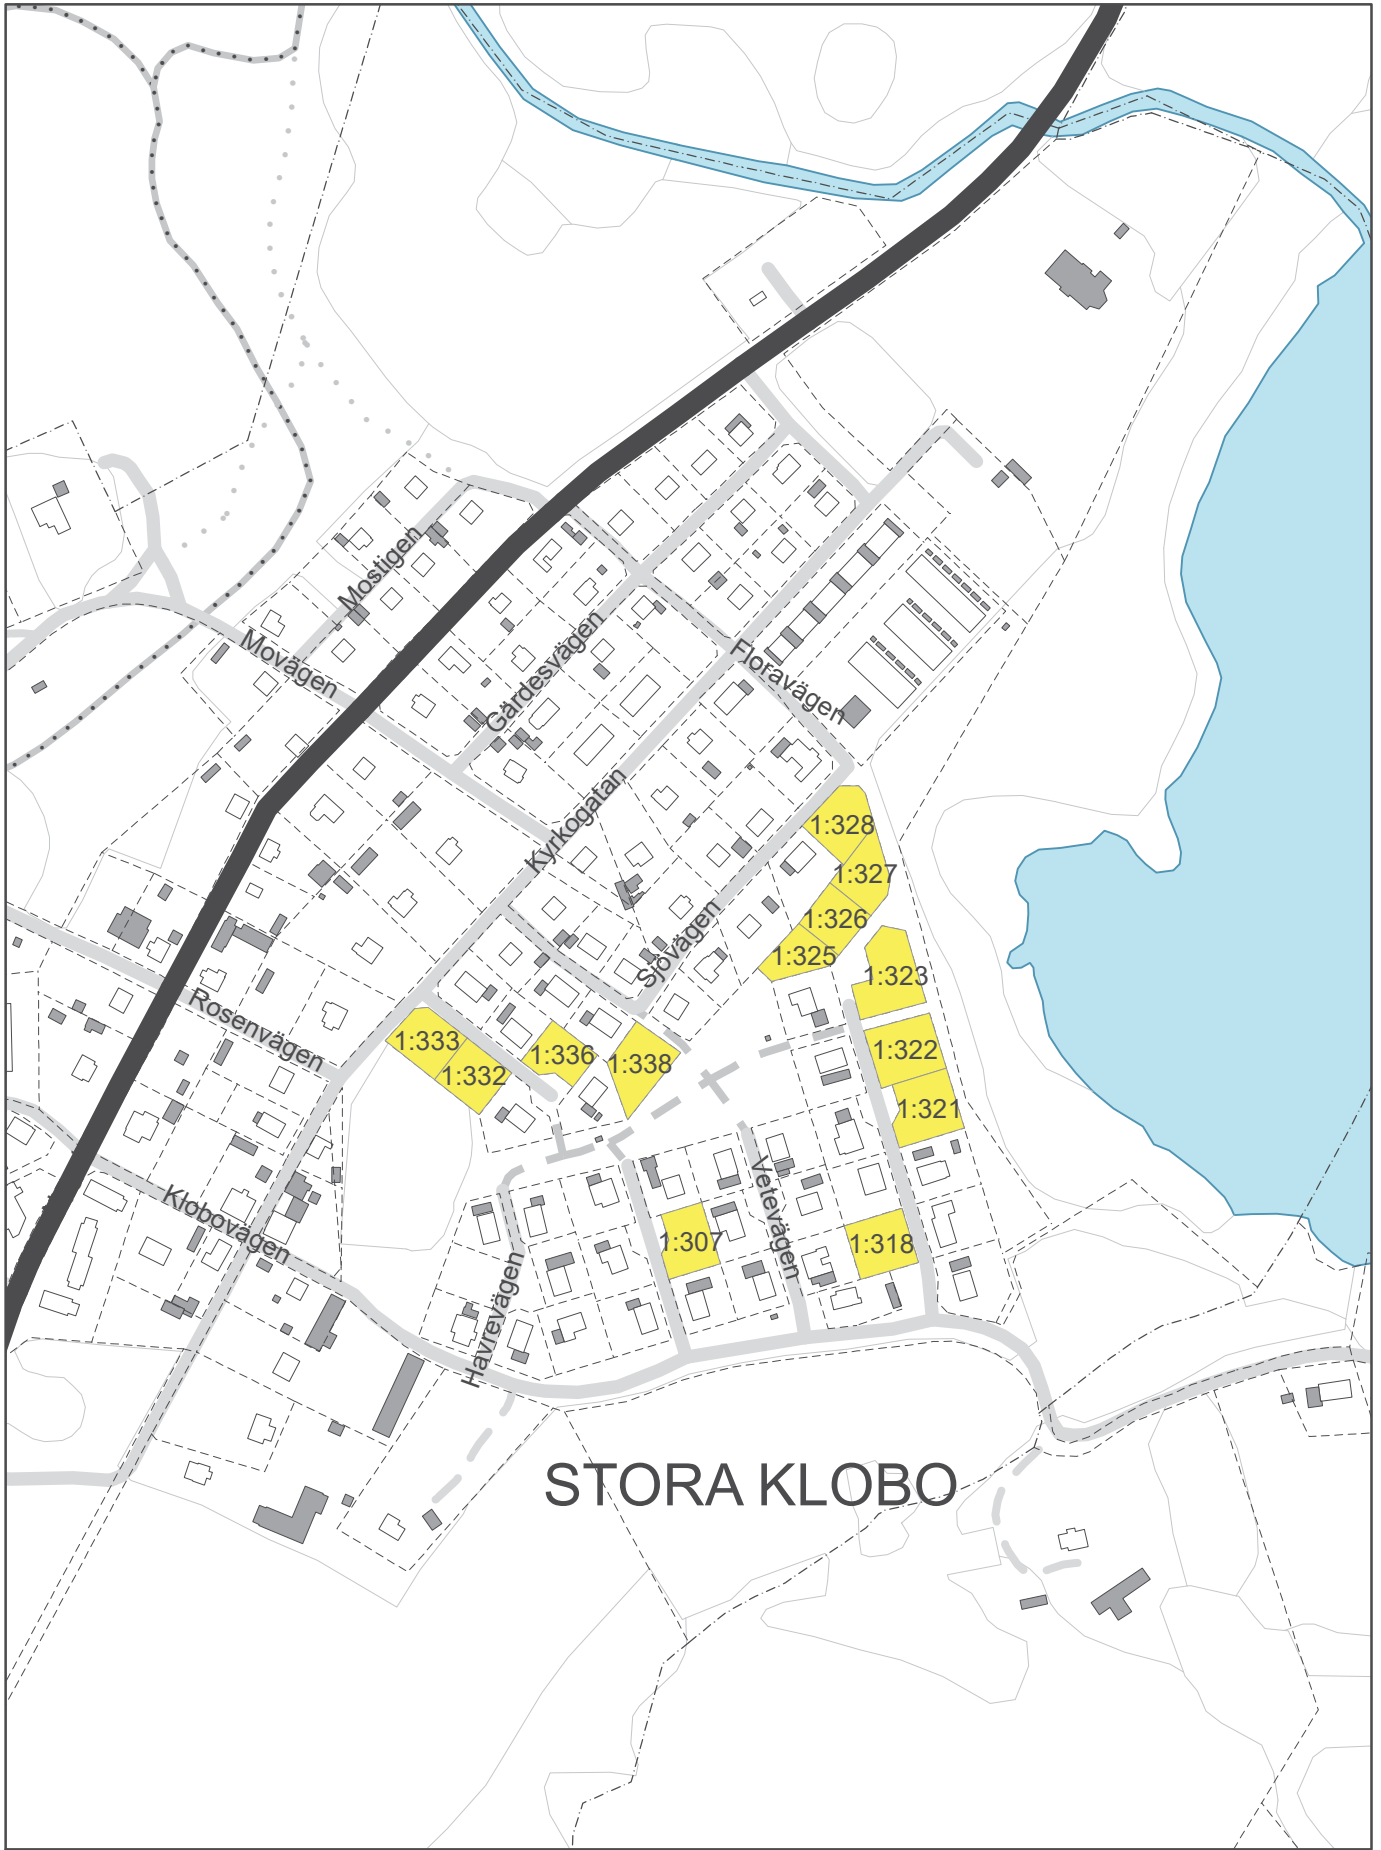 Mostigen
Movägen
Gärdesvägen
Floravägen
Kyrkogatan
1:328
1:327
1:326
1:325
Sjövägen
1:323
Rosenvägen
1:333
1:332
1:336
1:338
1:322
1:321
Klobovägen
Havrevägen
1:307
Vetevägen
1:318
STORA KLOBO